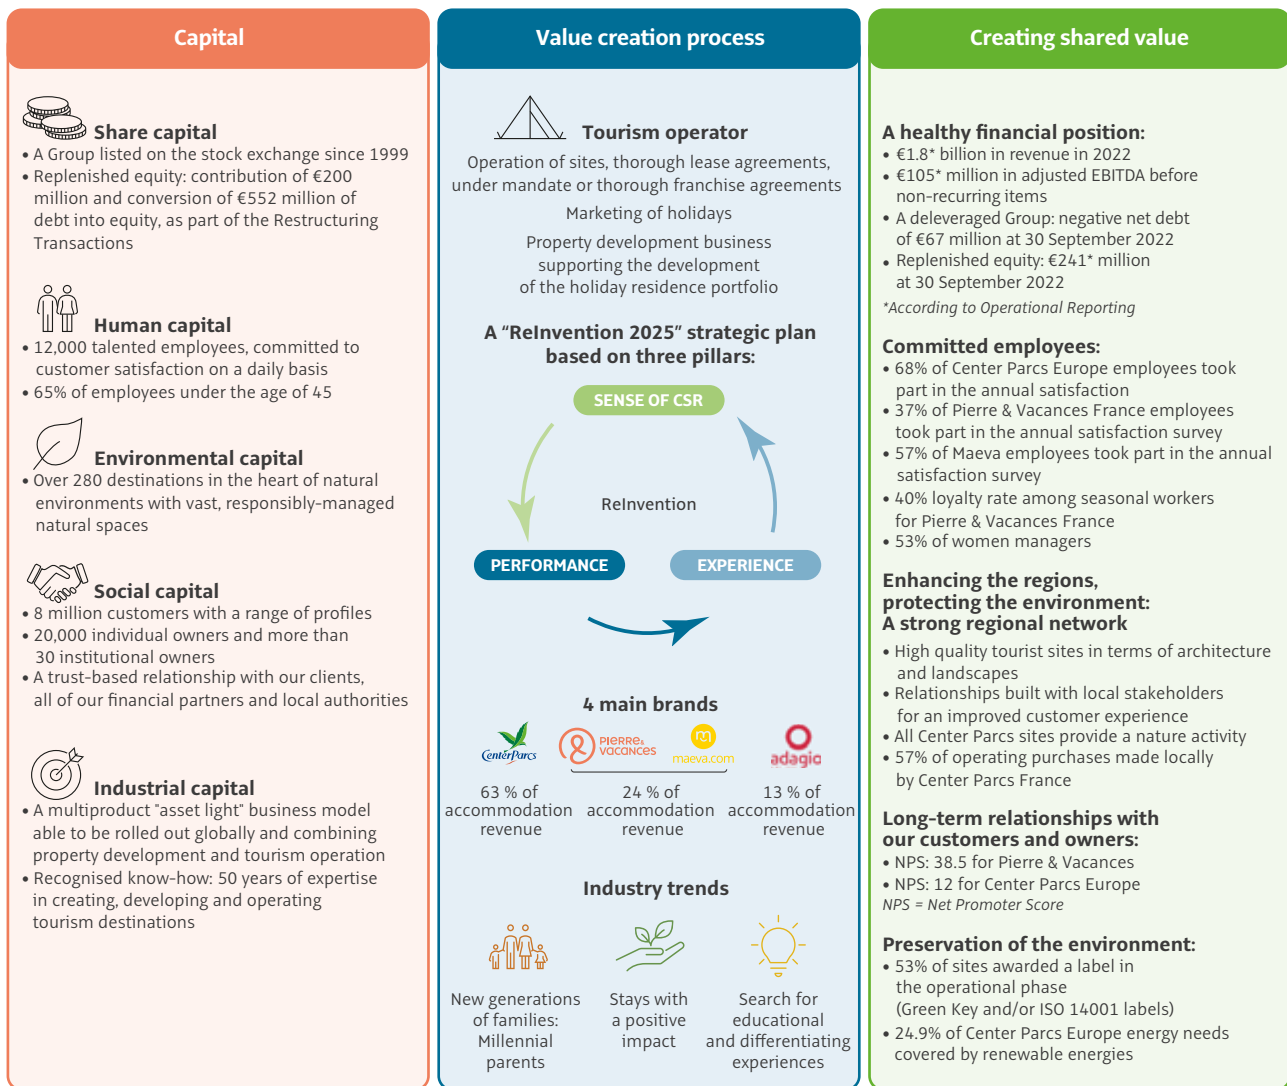 Capital
Share capital
• A Group listed on the stock exchange since 1999
• Replenished equity: contribution of €200
million and conversion of €552 million of
debt into equity, as part of the Restructuring
Transactions
Human capital
• 12,000 talented employees, committed to
customer satisfaction on a daily basis
• 65% of employees under the age of 45
Environmental capital
• Over 280 destinations in the heart of natural
environments with vast, responsibly-managed
natural spaces
Social capital
• 8 million customers with a range of profiles
• 20,000 individual owners and more than
30 institutional owners
• A trust-based relationship with our clients,
all of our financial partners and local authorities
Industrial capital
• A multiproduct "asset light" business model
able to be rolled out globally and combining
property development and tourism operation
• Recognised know-how: 50 years of expertise
in creating, developing and operating
tourism destinations
Value creation process
Tourism operator
Operation of sites, thorough lease agreements,
under mandate or thorough franchise agreements
Marketing of holidays
Property development business
supporting the development
of the holiday residence portfolio
A “ReInvention 2025” strategic plan
based on three pillars:
SENSE OF CSR
ReInvention
PERFORMANCE
EXPERIENCE
4 main brands
CenterParcs
PIERRE &
VACANCES
maeva.com
adagio
63 % of
accommodation
revenue
24 % of
accommodation
revenue
13 % of
accommodation
revenue
Industry trends
New generations
of families:
Millennial
parents
Stays with
a positive
impact
Search for
educational
and differentiating
experiences
Creating shared value
A healthy financial position:
• €1.8* billion in revenue in 2022
• €105* million in adjusted EBITDA before
non-recurring items
• A deleveraged Group: negative net debt
of €67 million at 30 September 2022
• Replenished equity: €241* million
at 30 September 2022
*According to Operational Reporting
Committed employees:
• 68% of Center Parcs Europe employees took
part in the annual satisfaction
• 37% of Pierre & Vacances France employees
took part in the annual satisfaction survey
• 57% of Maeva employees took part in the annual
satisfaction survey
• 40% loyalty rate among seasonal workers
for Pierre & Vacances France
• 53% of women managers
Enhancing the regions,
protecting the environment:
A strong regional network
• High quality tourist sites in terms of architecture
and landscapes
• Relationships built with local stakeholders
for an improved customer experience
• All Center Parcs sites provide a nature activity
• 57% of operating purchases made locally
by Center Parcs France
Long-term relationships with
our customers and owners:
• NPS: 38.5 for Pierre & Vacances
• NPS: 12 for Center Parcs Europe
NPS = Net Promoter Score
Preservation of the environment:
• 53% of sites awarded a label in
the operational phase
(Green Key and/or ISO 14001 labels)
• 24.9% of Center Parcs Europe energy needs
covered by renewable energies